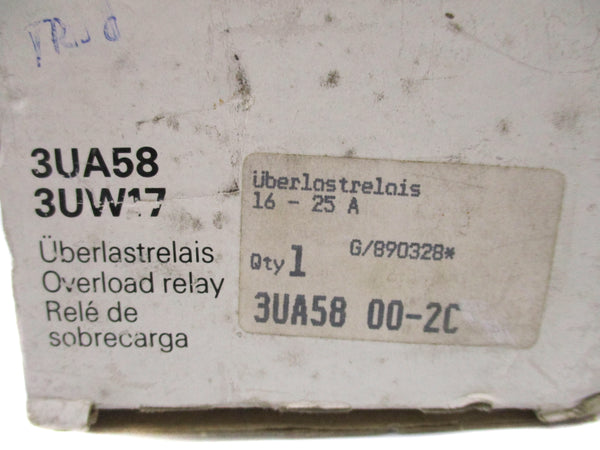 3UA58
3UW17
Überlastrelais
Overload relay
Relé de
sobrecarga
Überlastrelais
16 - 25 A
G/890328*
Qty 1
3UA58 00-2C